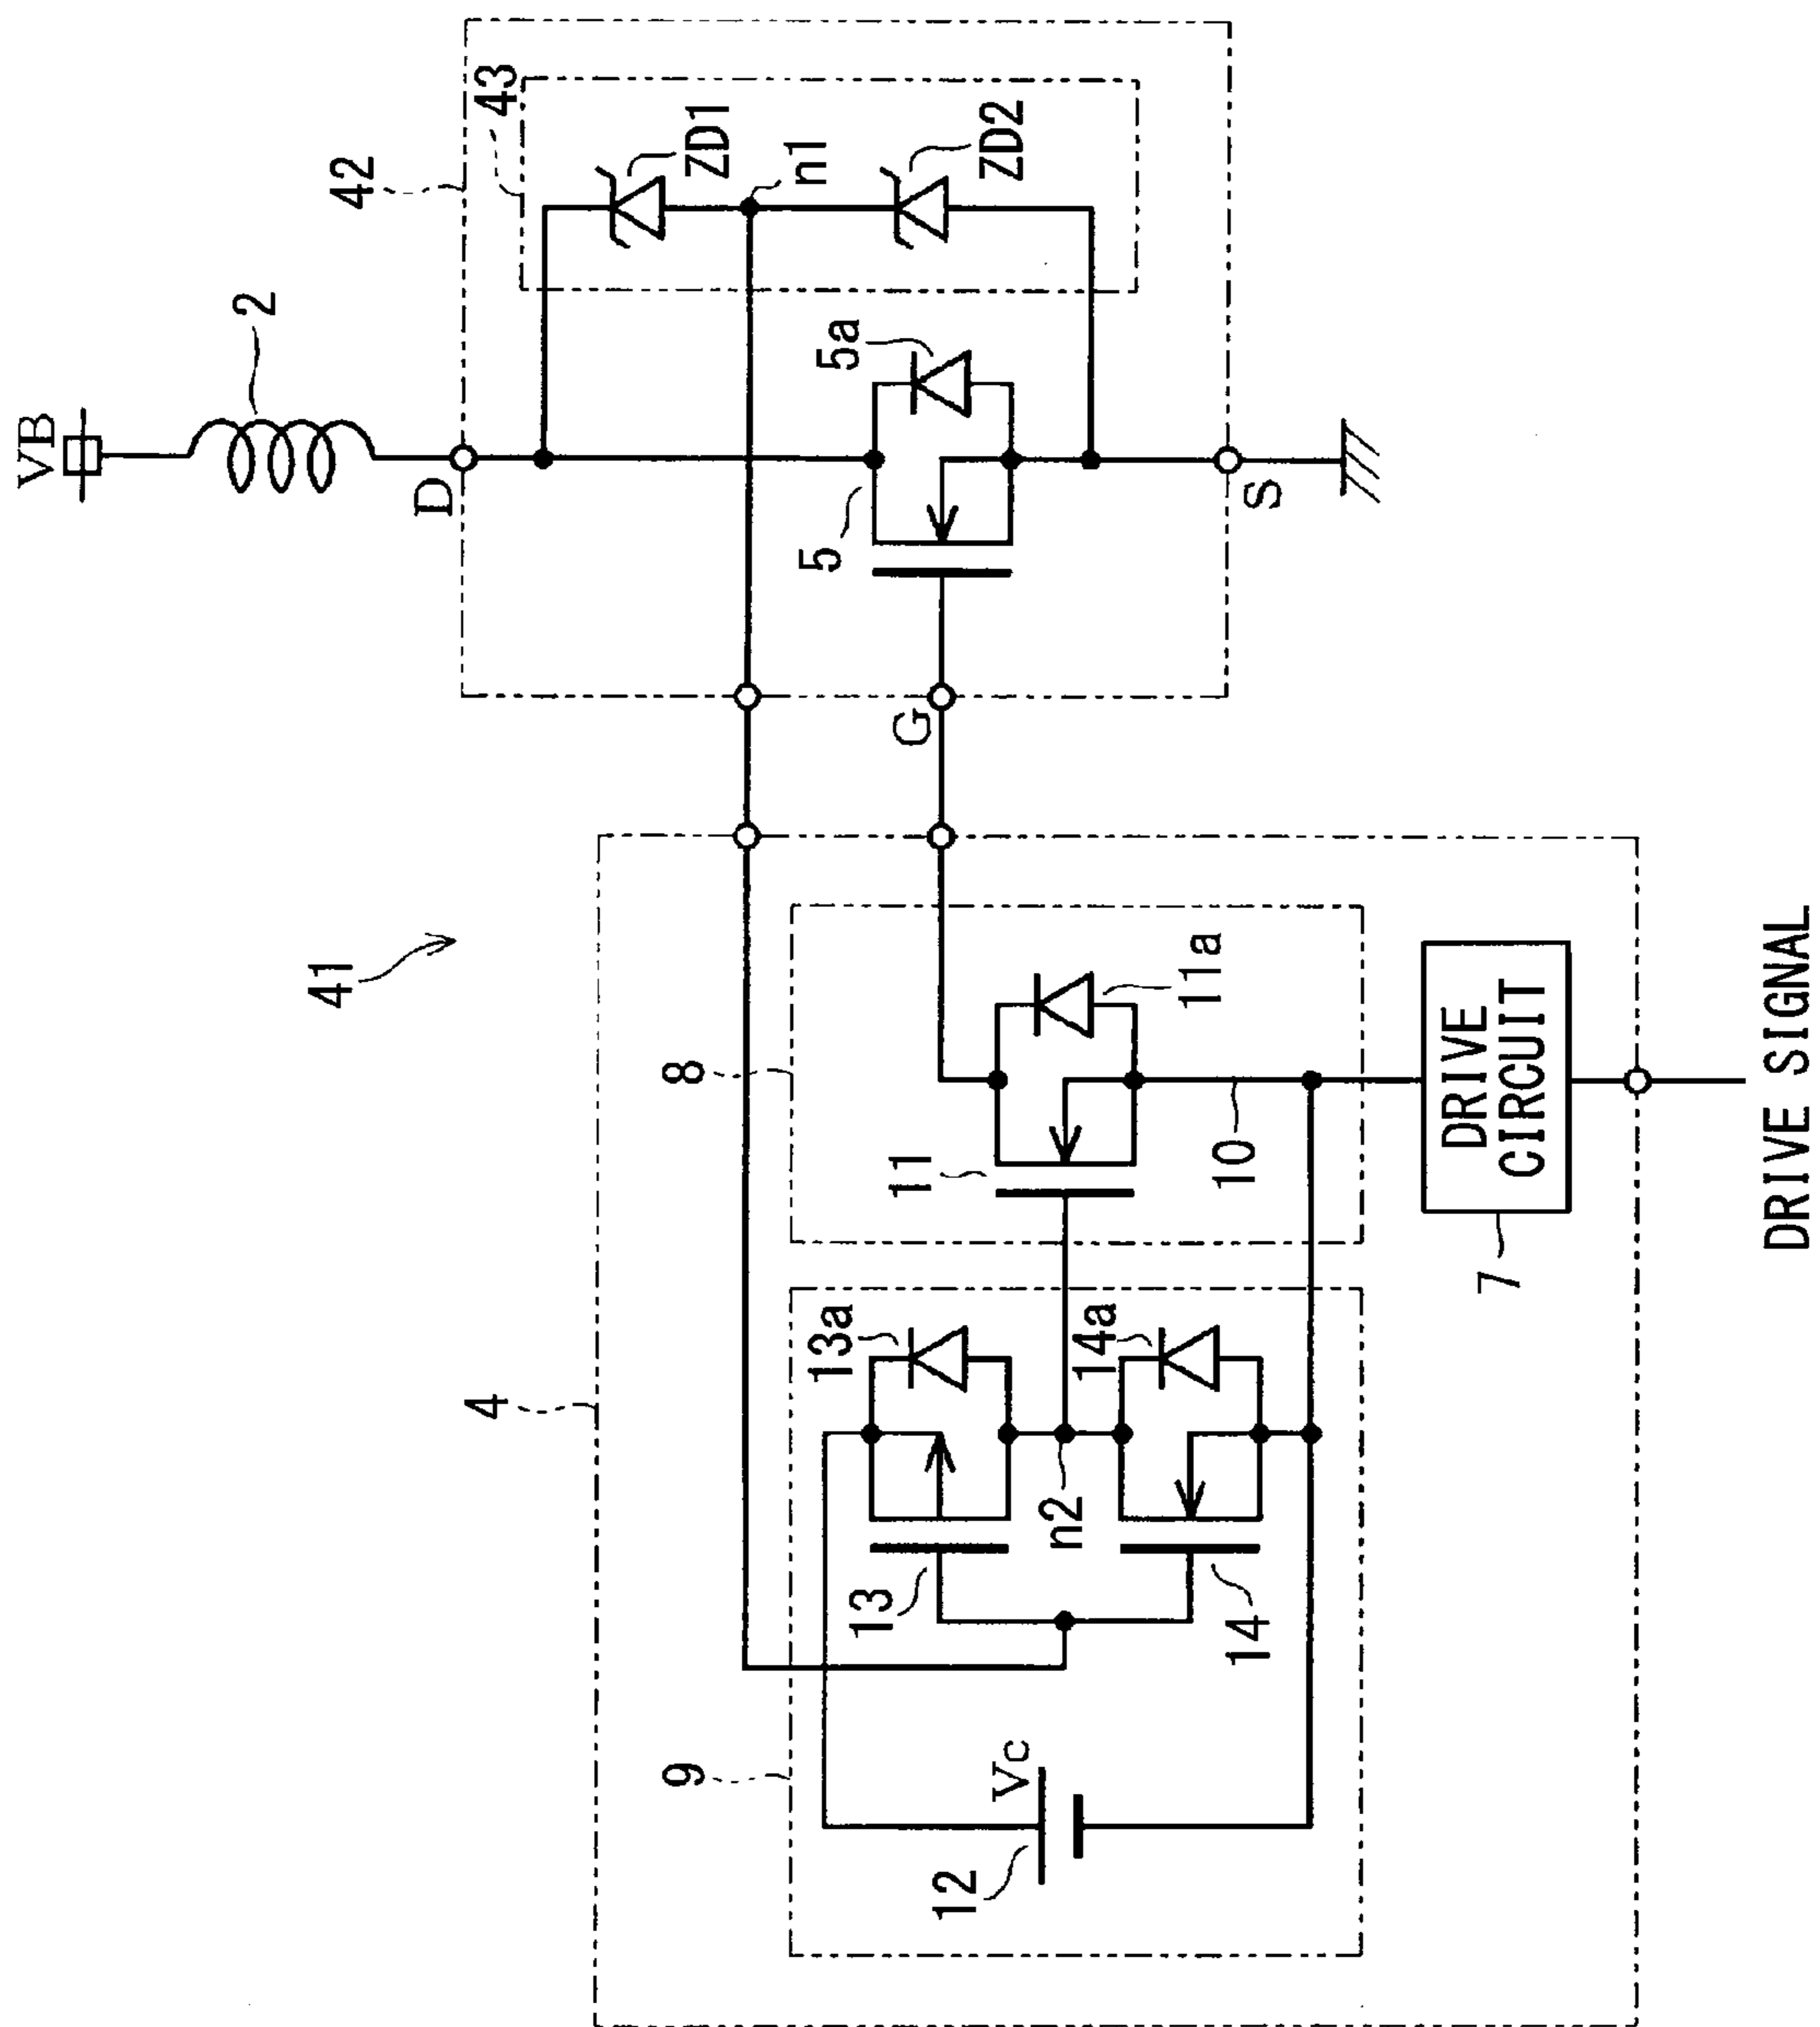 VB
2
D
42
43
ZD1
n1
ZD2
5a
5
S
G
41
4
8
11a
11
10
DRIVE
CIRCUIT
7
DRIVE SIGNAL
13a
14a
n2
13
14
9
Vc
12